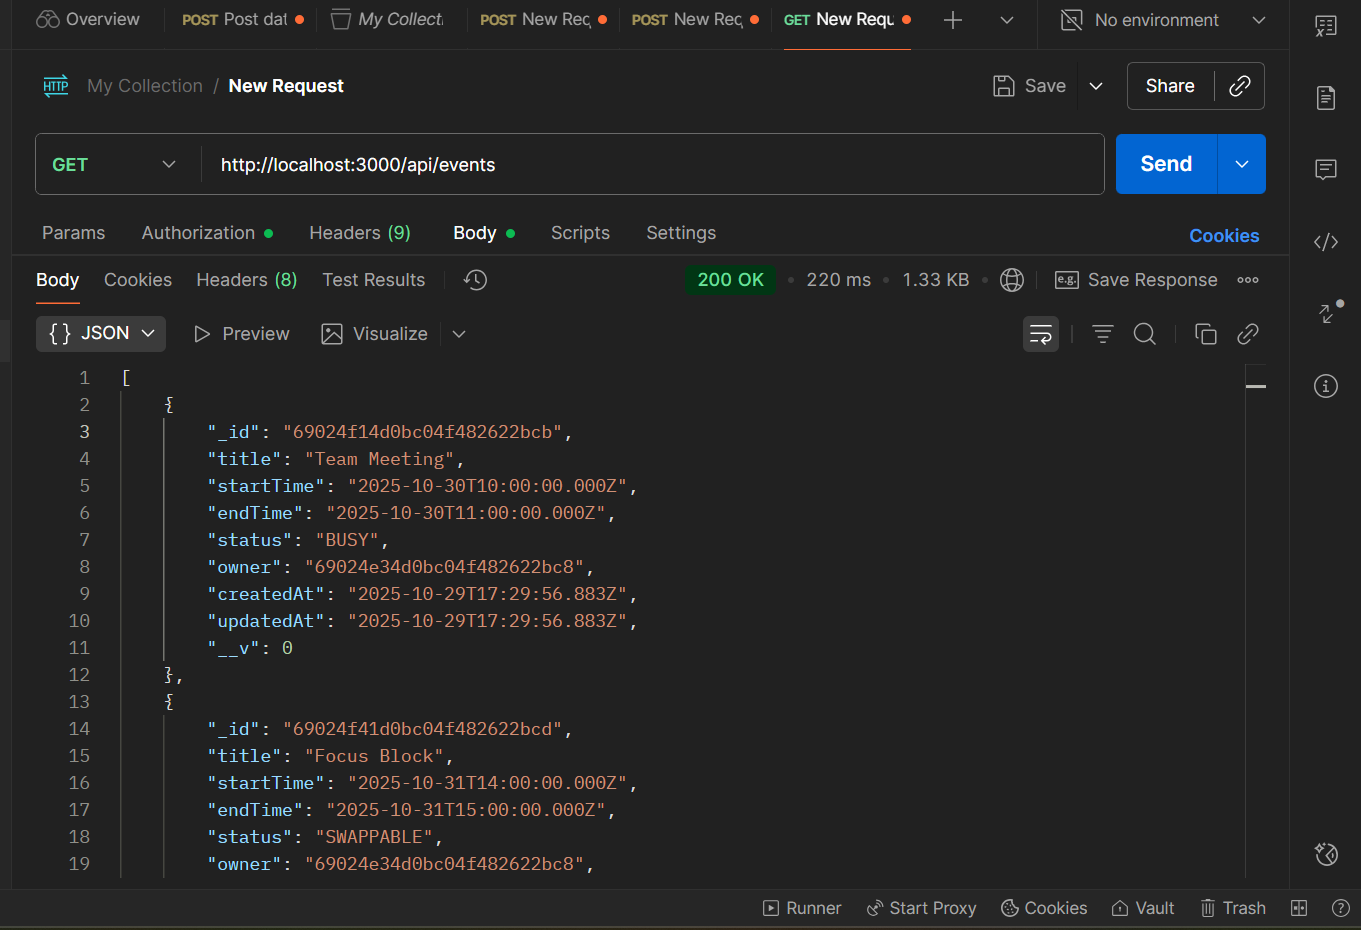 Overview POST Post dat My Collecti POST New Req POST New Req GET New Requ No environment
HTTP My Collection / New Request Save Share
GET http://localhost:3000/api/events Send
Params Authorization Headers (9) Body Scripts Settings Cookies
Body Cookies Headers (8) Test Results 200 OK 220 ms 1.33 KB e.g. Save Response
{} JSON Preview Visualize
1 [
2 {
3 "_id": "69024f14d0bc04f482622bcb",
4 "title": "Team Meeting",
5 "startTime": "2025-10-30T10:00:00.000Z",
6 "endTime": "2025-10-30T11:00:00.000Z",
7 "status": "BUSY",
8 "owner": "69024e34d0bc04f482622bc8",
9 "createdAt": "2025-10-29T17:29:56.883Z",
10 "updatedAt": "2025-10-29T17:29:56.883Z",
11 "__v": 0
12 },
13 {
14 "_id": "69024f41d0bc04f482622bcd",
15 "title": "Focus Block",
16 "startTime": "2025-10-31T14:00:00.000Z",
17 "endTime": "2025-10-31T15:00:00.000Z",
18 "status": "SWAPPABLE",
19 "owner": "69024e34d0bc04f482622bc8",
Runner Start Proxy Cookies Vault Trash